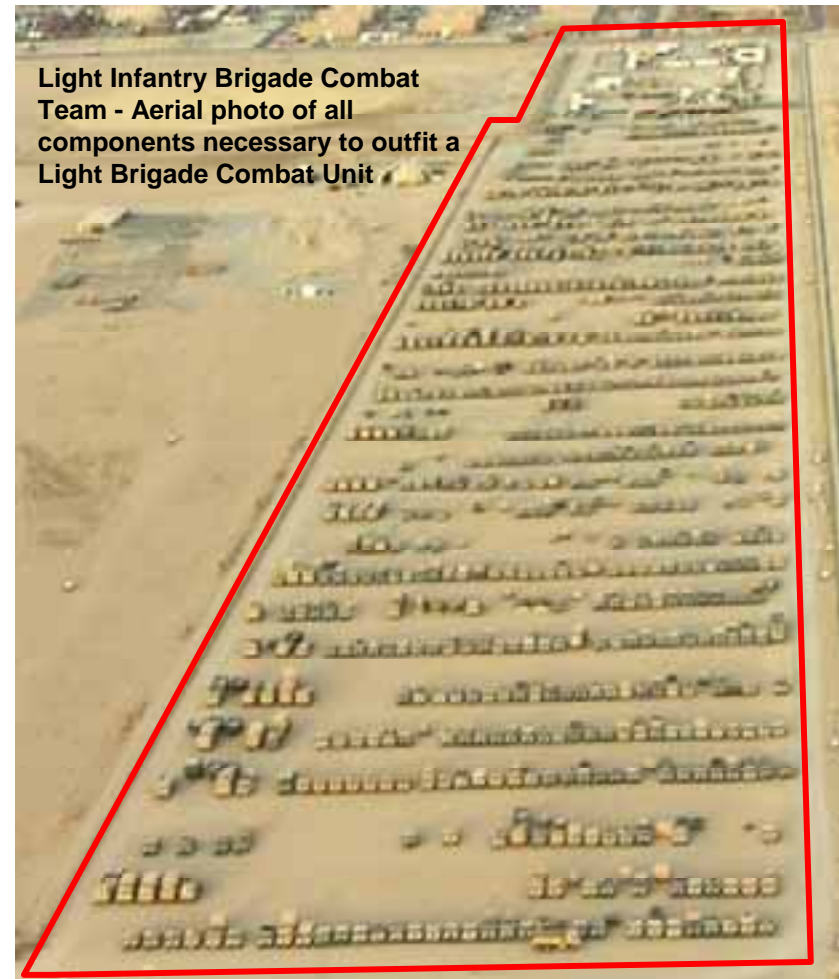 Light Infantry Brigade Combat
Team - Aerial photo of all
components necessary to outfit a
Light Brigade Combat Unit